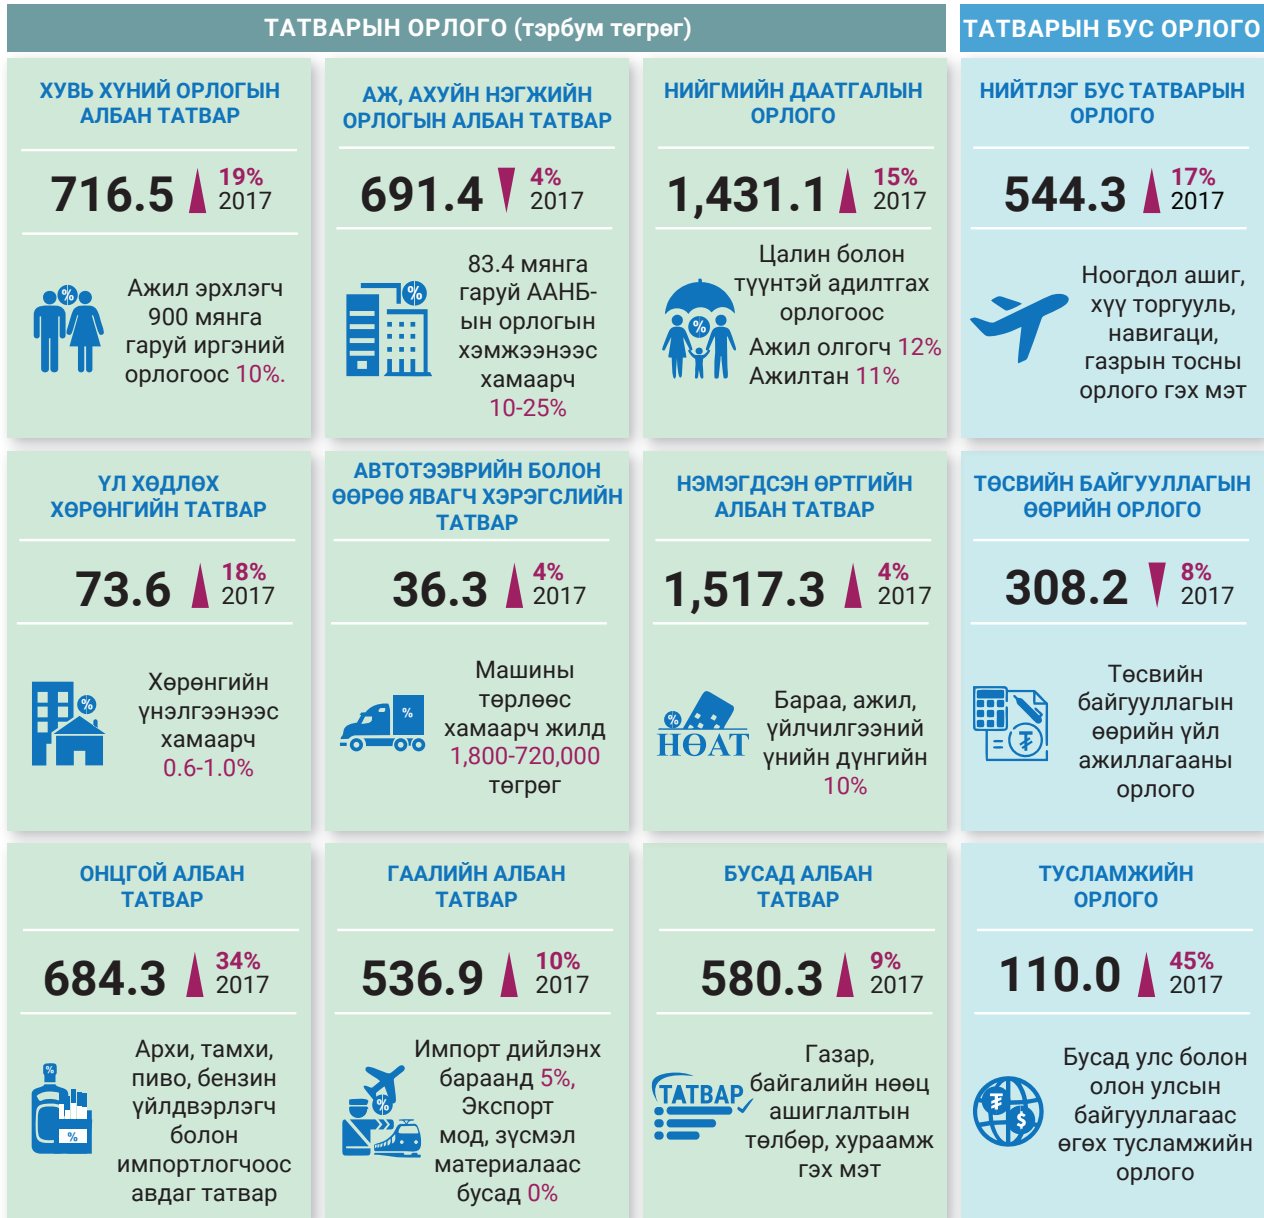 ТАТВАРЫН ОРЛОГО (тэрбум төгрөг)
ТАТВАРЫН БУС ОРЛОГО
ХУВЬ ХҮНИЙ ОРЛОГЫН
АЛБАН ТАТВАР
716.5
19%
2017
%
Ажил эрхлэгч
900 мянга
гаруй иргэний
орлогоос 10%.
АЖ, АХУЙН НЭГЖИЙН
ОРЛОГЫН АЛБАН ТАТВАР
691.4
4%
2017
%
83.4 мянга
гаруй ААНБ-
ын орлогын
хэмжээнээс
хамаарч
10-25%
НИЙГМИЙН ДААТГАЛЫН
ОРЛОГО
1,431.1
15%
2017
%
Цалин болон
түүнтэй адилтгах
орлогоос
Ажил олгогч 12%
Ажилтан 11%
НИЙТЛЭГ БУС ТАТВАРЫН
ОРЛОГО
544.3
17%
2017
Ноогдол ашиг,
хүү торгууль,
навигаци,
газрын тосны
орлого гэх мэт
ҮЛ ХӨДЛӨХ
ХӨРӨНГИЙН ТАТВАР
73.6
18%
2017
%
Хөрөнгийн
үнэлгээнээс
хамаарч
0.6-1.0%
АВТОТЭЭВРИЙН БОЛОН
ӨӨРӨӨ ЯВАГЧ ХЭРЭГСЛИЙН
ТАТВАР
36.3
4%
2017
%
Машины
төрлөөс
хамаарч жилд
1,800-720,000
төгрөг
НЭМЭГДСЭН ӨРТГИЙН
АЛБАН ТАТВАР
1,517.3
4%
2017
%
НӨАТ
Бараа, ажил,
үйлчилгээний
үнийн дүнгийн
10%
ТӨСВИЙН БАЙГУУЛЛАГЫН
ӨӨРИЙН ОРЛОГО
308.2
8%
2017
= ₮
Төсвийн
байгууллагын
өөрийн үйл
ажиллагааны
орлого
ОНЦГОЙ АЛБАН
ТАТВАР
684.3
34%
2017
%
%
Архи, тамхи,
пиво, бензин
үйлдвэрлэгч
болон
импортлогчоос
авдаг татвар
ГААЛИЙН АЛБАН
ТАТВАР
536.9
10%
2017
%
Импорт дийлэнх
бараанд 5%,
Экспорт
мод, зүсмэл
материалаас
бусад 0%
БУСАД АЛБАН
ТАТВАР
580.3
9%
2017
ТАТВАР
Газар,
байгалийн нөөц
ашиглалтын
төлбөр, хураамж
гэх мэт
ТУСЛАМЖИЙН
ОРЛОГО
110.0
45%
2017
₮
$
Бусад улс болон
олон улсын
байгууллагаас
өгөх тусламжийн
орлого